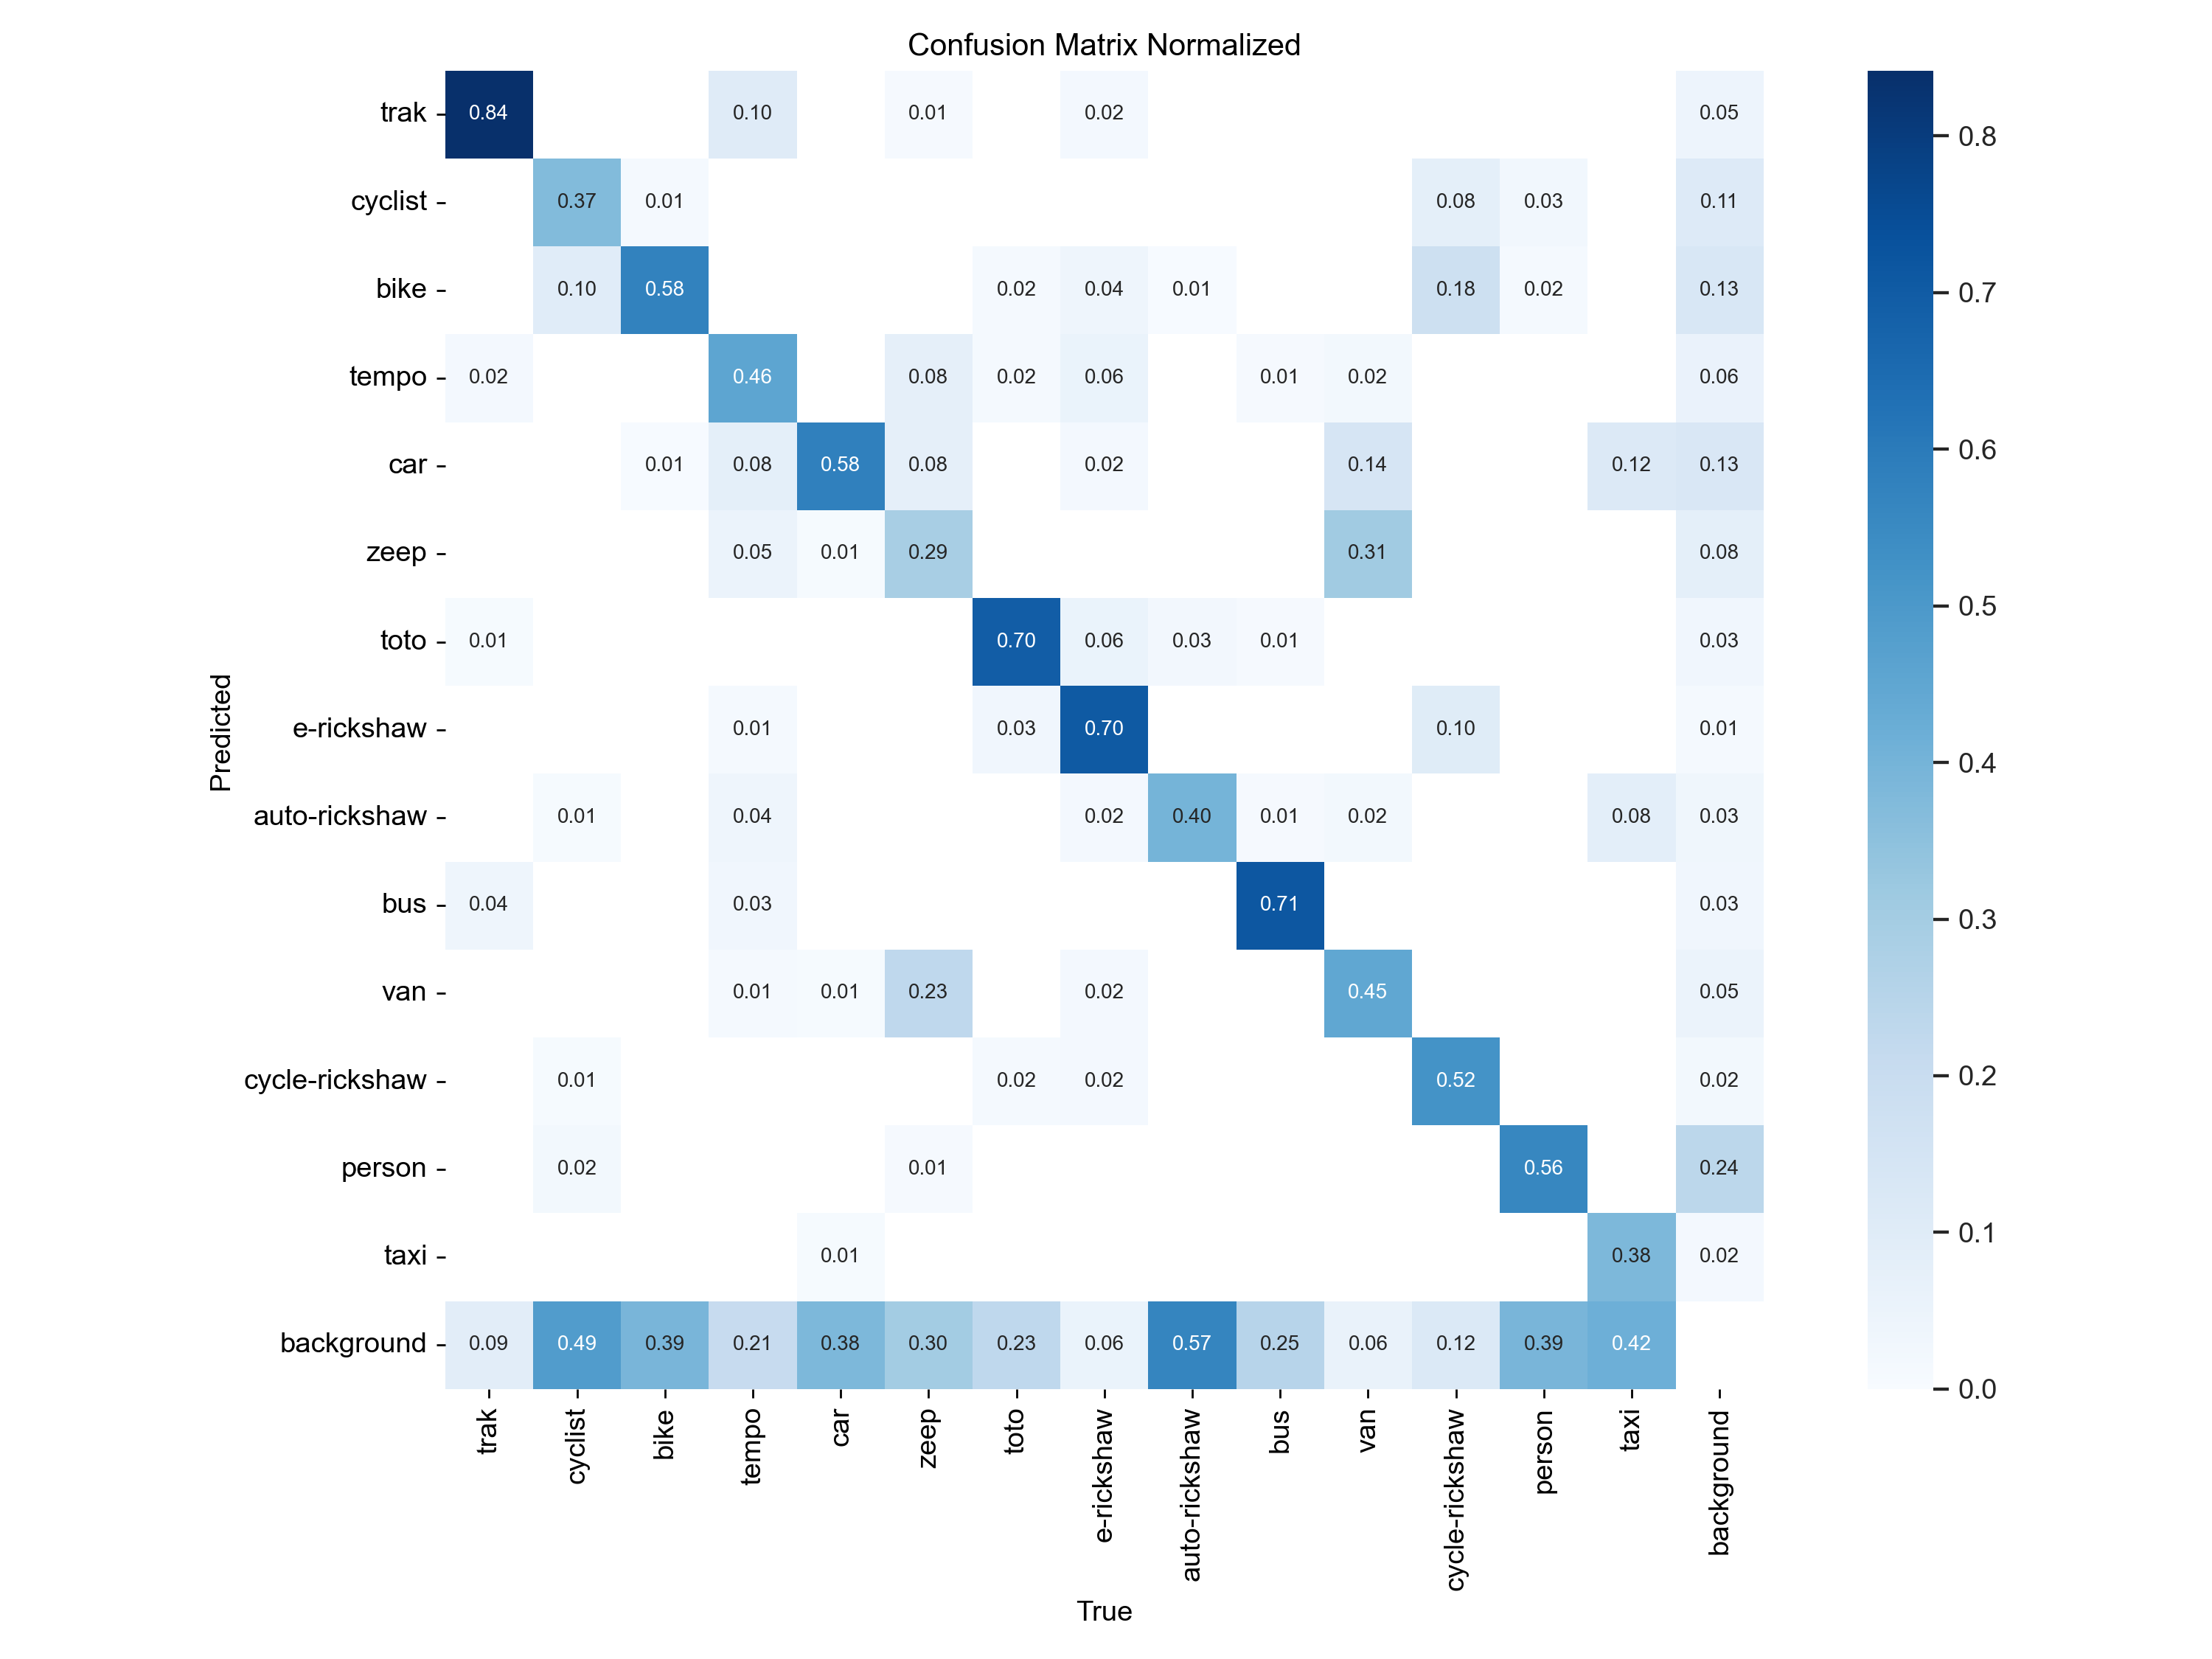 Confusion Matrix Normalized
Predicted
trak 0.84 0.10 0.01 0.02 0.05
cyclist 0.37 0.01 0.08 0.03 0.11
bike 0.10 0.58 0.02 0.04 0.01 0.18 0.02 0.13
tempo 0.02 0.46 0.08 0.02 0.06 0.01 0.02 0.06
car 0.01 0.08 0.58 0.08 0.02 0.14 0.12 0.13
zeep 0.05 0.01 0.29 0.31 0.08
toto 0.01 0.70 0.06 0.03 0.01 0.03
e-rickshaw 0.01 0.03 0.70 0.10 0.01
auto-rickshaw 0.01 0.04 0.02 0.40 0.01 0.02 0.08 0.03
bus 0.04 0.03 0.71 0.03
van 0.01 0.01 0.23 0.02 0.45 0.05
cycle-rickshaw 0.01 0.02 0.02 0.52 0.02
person 0.02 0.01 0.56 0.24
taxi 0.01 0.38 0.02
background 0.09 0.49 0.39 0.21 0.38 0.30 0.23 0.06 0.57 0.25 0.06 0.12 0.39 0.42
trak cyclist bike tempo car zeep toto e-rickshaw auto-rickshaw bus van cycle-rickshaw person taxi background
True
0.8
0.7
0.6
0.5
0.4
0.3
0.2
0.1
0.0